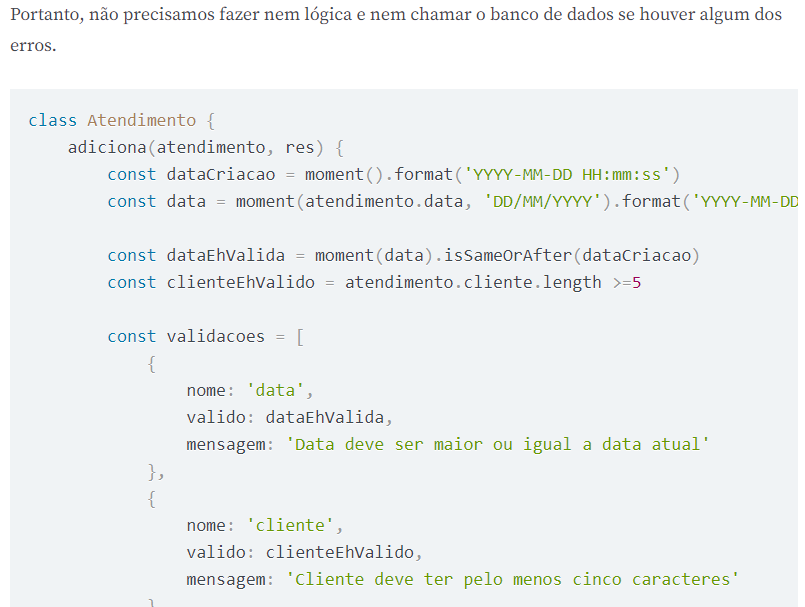 Portanto, não precisamos fazer nem lógica e nem chamar o banco de dados se houver algum dos
erros.
class Atendimento {
    adiciona(atendimento, res) {
        const dataCriacao = moment().format('YYYY-MM-DD HH:mm:ss')
        const data = moment(atendimento.data, 'DD/MM/YYYY').format('YYYY-MM-DD
        const dataEhValida = moment(data).isSameOrAfter(dataCriacao)
        const clienteEhValido = atendimento.cliente.length >=5
        const validacoes = [
            {
                nome: 'data',
                valido: dataEhValida,
                mensagem: 'Data deve ser maior ou igual a data atual'
            },
            {
                nome: 'cliente',
                valido: clienteEhValido,
                mensagem: 'Cliente deve ter pelo menos cinco caracteres'
            }